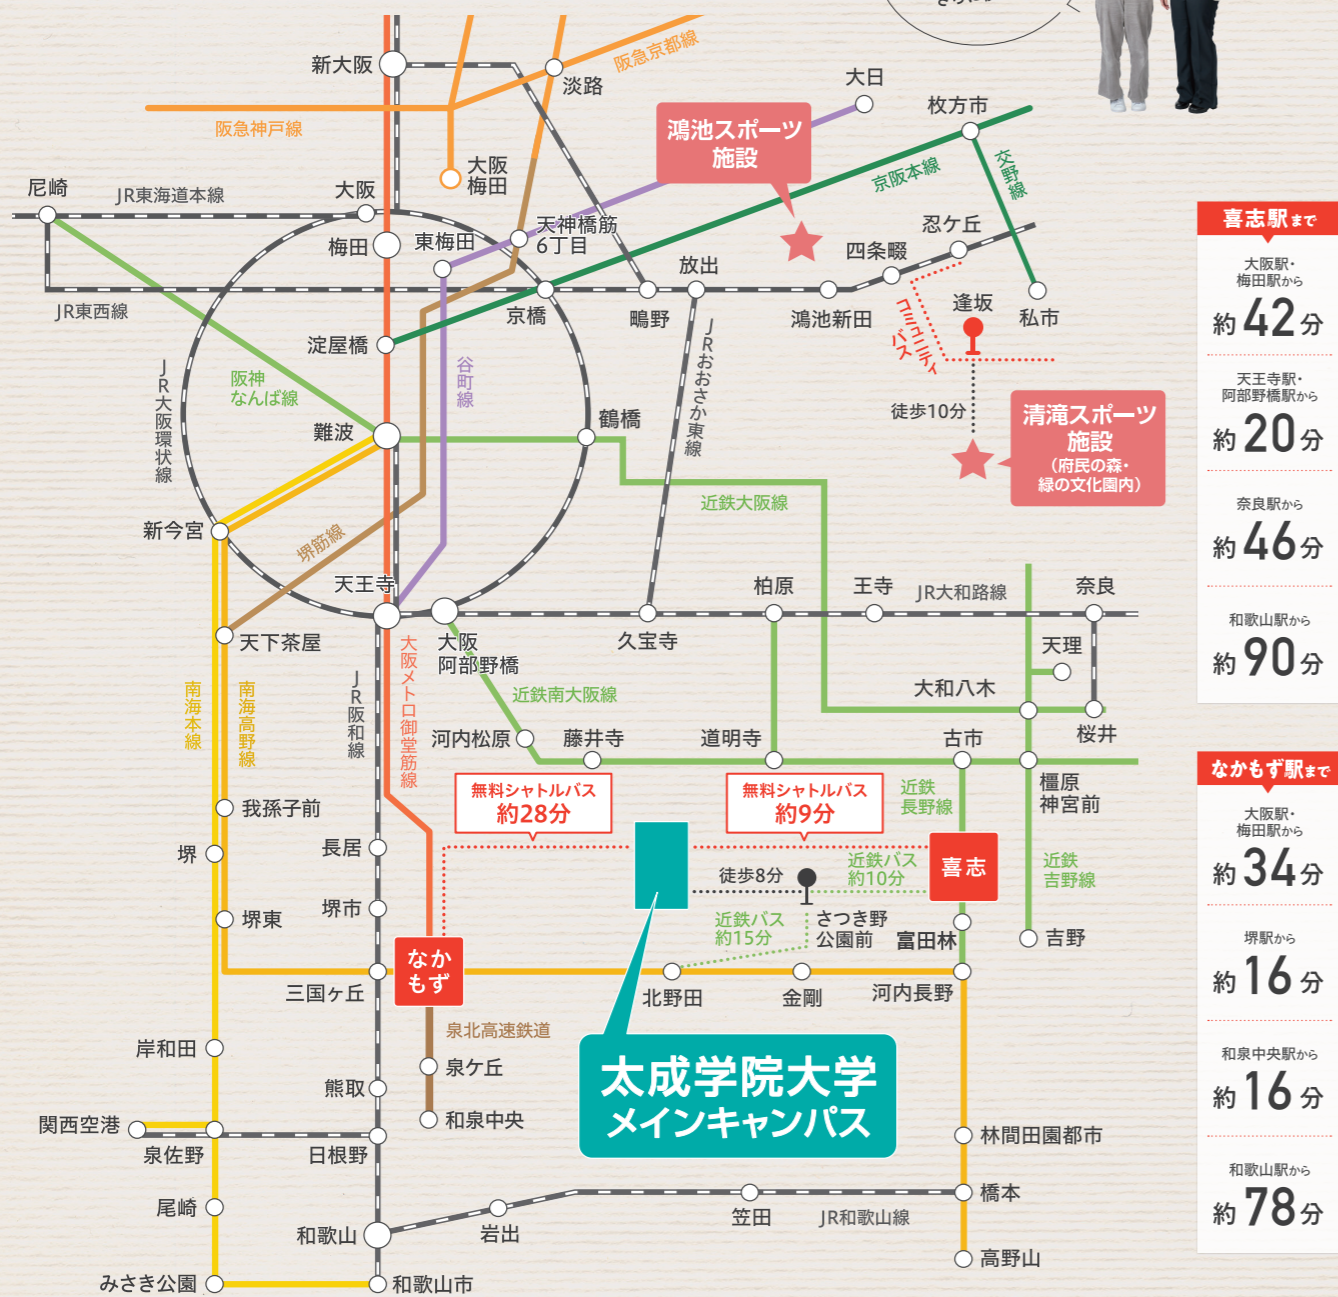 新大阪
淡路
阪急京都線
阪急神戸線
大阪
梅田
大日
枚方市
鴻池スポーツ
施設
京阪本線
交野線
尼崎
JR東海道本線
大阪
梅田
東梅田
天神橋筋
6丁目
忍ケ丘
四条畷
放出
JR東西線
京橋
鴫野
鴻池新田
逢坂
私市
コミュニティ
バス
淀屋橋
谷町線
JRおおさか東線
JR大阪環状線
阪神
なんば線
徒歩10分
清滝スポーツ
施設
（府民の森・
緑の文化園内）
難波
鶴橋
近鉄大阪線
新今宮
堺筋線
天王寺
柏原
王寺
JR大和路線
奈良
天下茶屋
大阪
阿部野橋
久宝寺
天理
南海本線
南海高野線
JR阪和線
大阪メトロ御堂筋線
近鉄南大阪線
大和八木
桜井
河内松原
藤井寺
道明寺
古市
橿原
神宮前
無料シャトルバス
約28分
無料シャトルバス
約9分
近鉄
長野線
我孫子前
堺
長居
喜志
近鉄バス
約10分
近鉄
吉野線
徒歩8分
堺市
堺東
近鉄バス
約15分
さつき野
公園前
富田林
吉野
なか
もず
三国ヶ丘
北野田
金剛
河内長野
泉北高速鉄道
岸和田
泉ケ丘
熊取
和泉中央
太成学院大学
メインキャンパス
関西空港
泉佐野
日根野
林間田園都市
尾崎
和歌山
岩出
笠田
JR和歌山線
橋本
高野山
みさき公園
和歌山市
喜志駅まで
大阪駅・
梅田駅から
約42分
天王寺駅・
阿部野橋駅から
約20分
奈良駅から
約46分
和歌山駅から
約90分
なかもず駅まで
大阪駅・
梅田駅から
約34分
堺駅から
約16分
和泉中央駅から
約16分
和歌山駅から
約78分